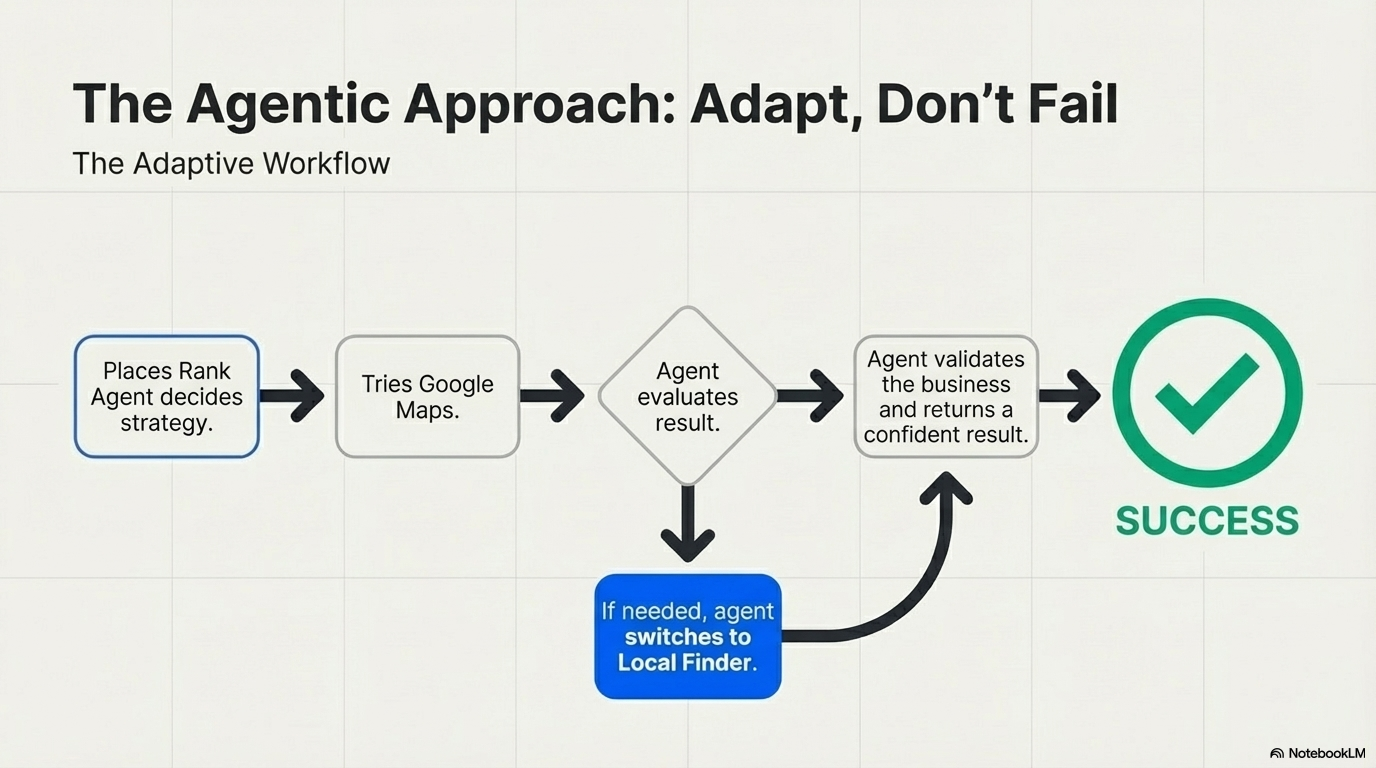 The Agentic Approach: Adapt, Don't Fail
The Adaptive Workflow
Places Rank
Agent decides
strategy.
Tries Google
Maps.
Agent
evaluates
result.
Agent validates
the business
and returns a
confident result.
SUCCESS
If needed, agent
switches to
Local Finder.
NotebookLM